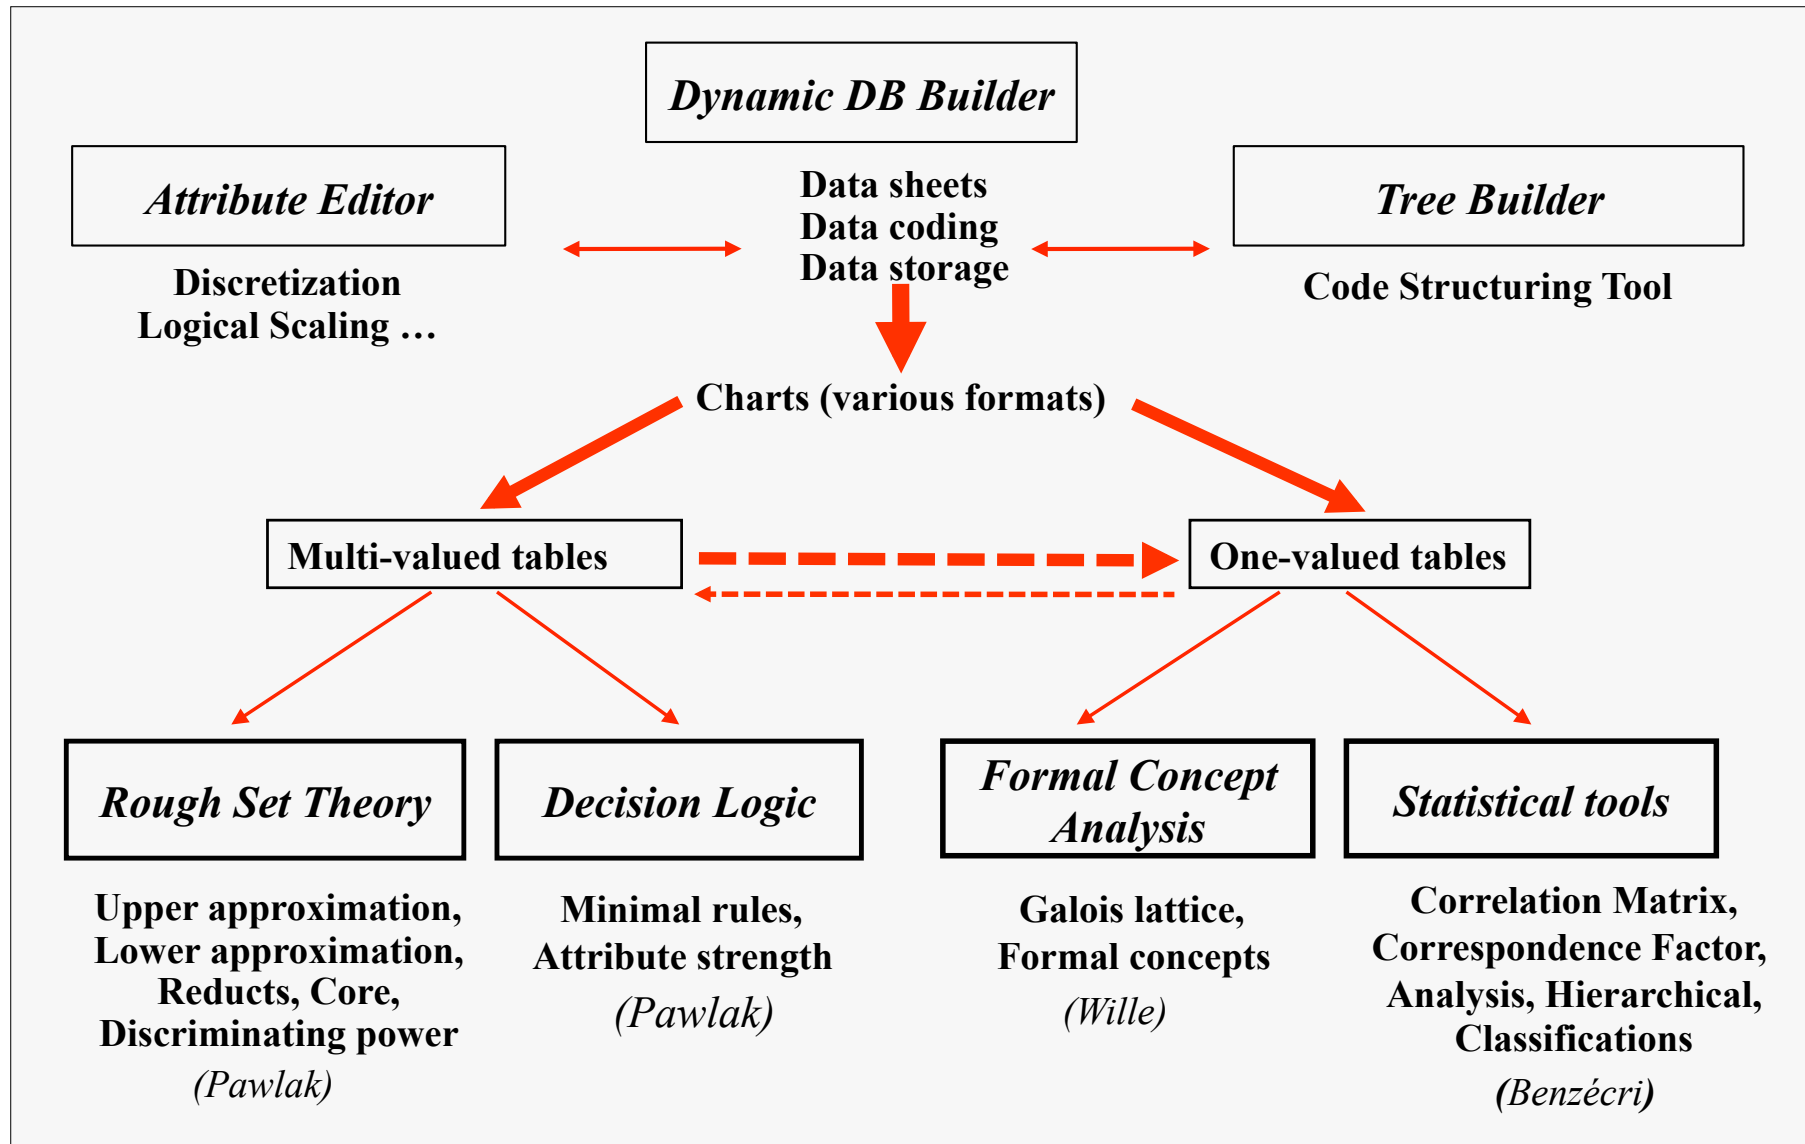 Dynamic DB Builder
Attribute Editor
Data sheets
Data coding
Data storage
Tree Builder
Discretization
Logical Scaling …
Code Structuring Tool
Charts (various formats)
Multi-valued tables
One-valued tables
Rough Set Theory
Decision Logic
Formal Concept
Analysis
Statistical tools
Upper approximation,
Lower approximation,
Reducts, Core,
Discriminating power
(Pawlak)
Minimal rules,
Attribute strength
(Pawlak)
Galois lattice,
Formal concepts
(Wille)
Correlation Matrix,
Correspondence Factor,
Analysis, Hierarchical,
Classifications
(Benzécri)